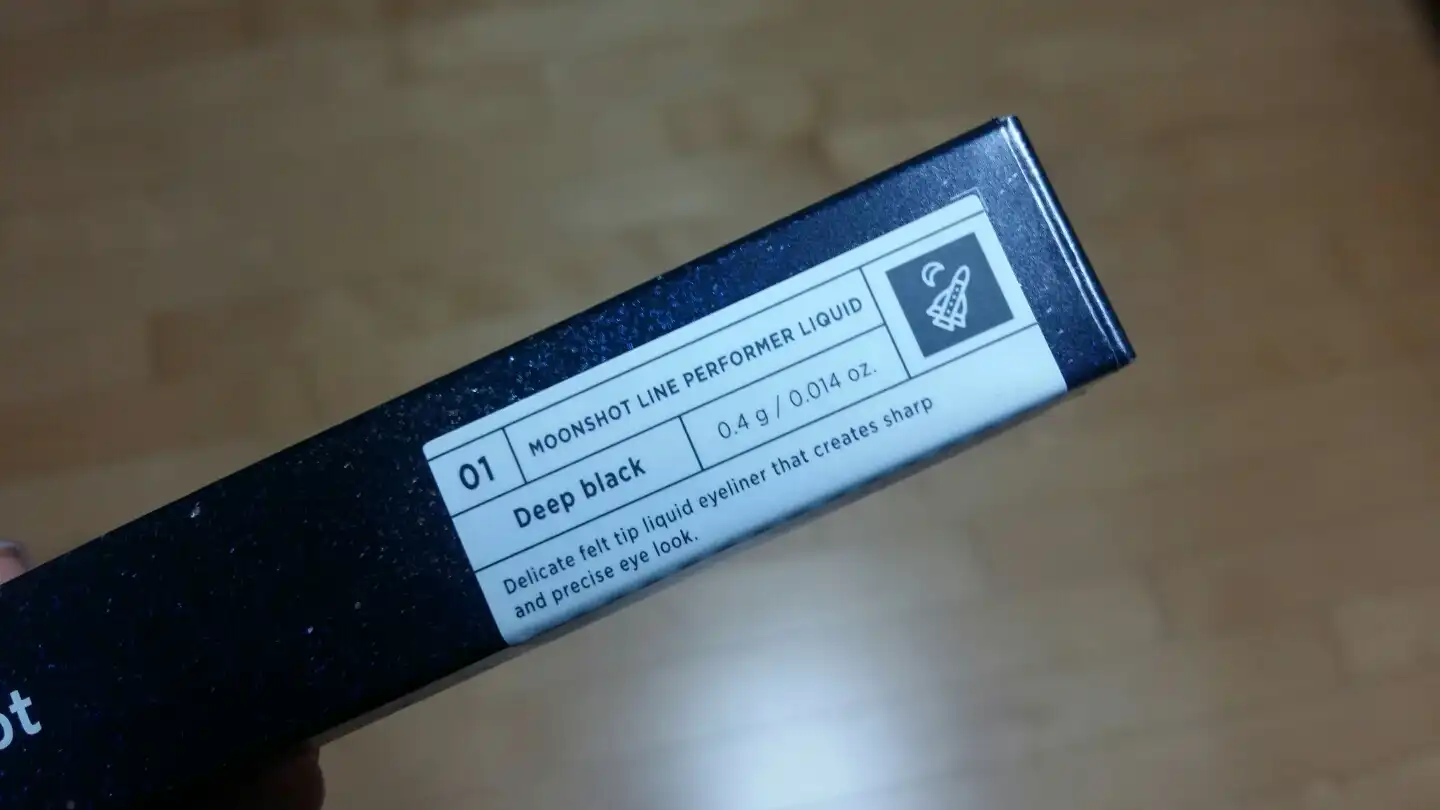 01
MOONSHOT LINE PERFORMER LIQUID
Deep black
0.4 g / 0.014 oz.
Delicate felt tip liquid eyeliner that creates sharp
and precise eye look.
ot